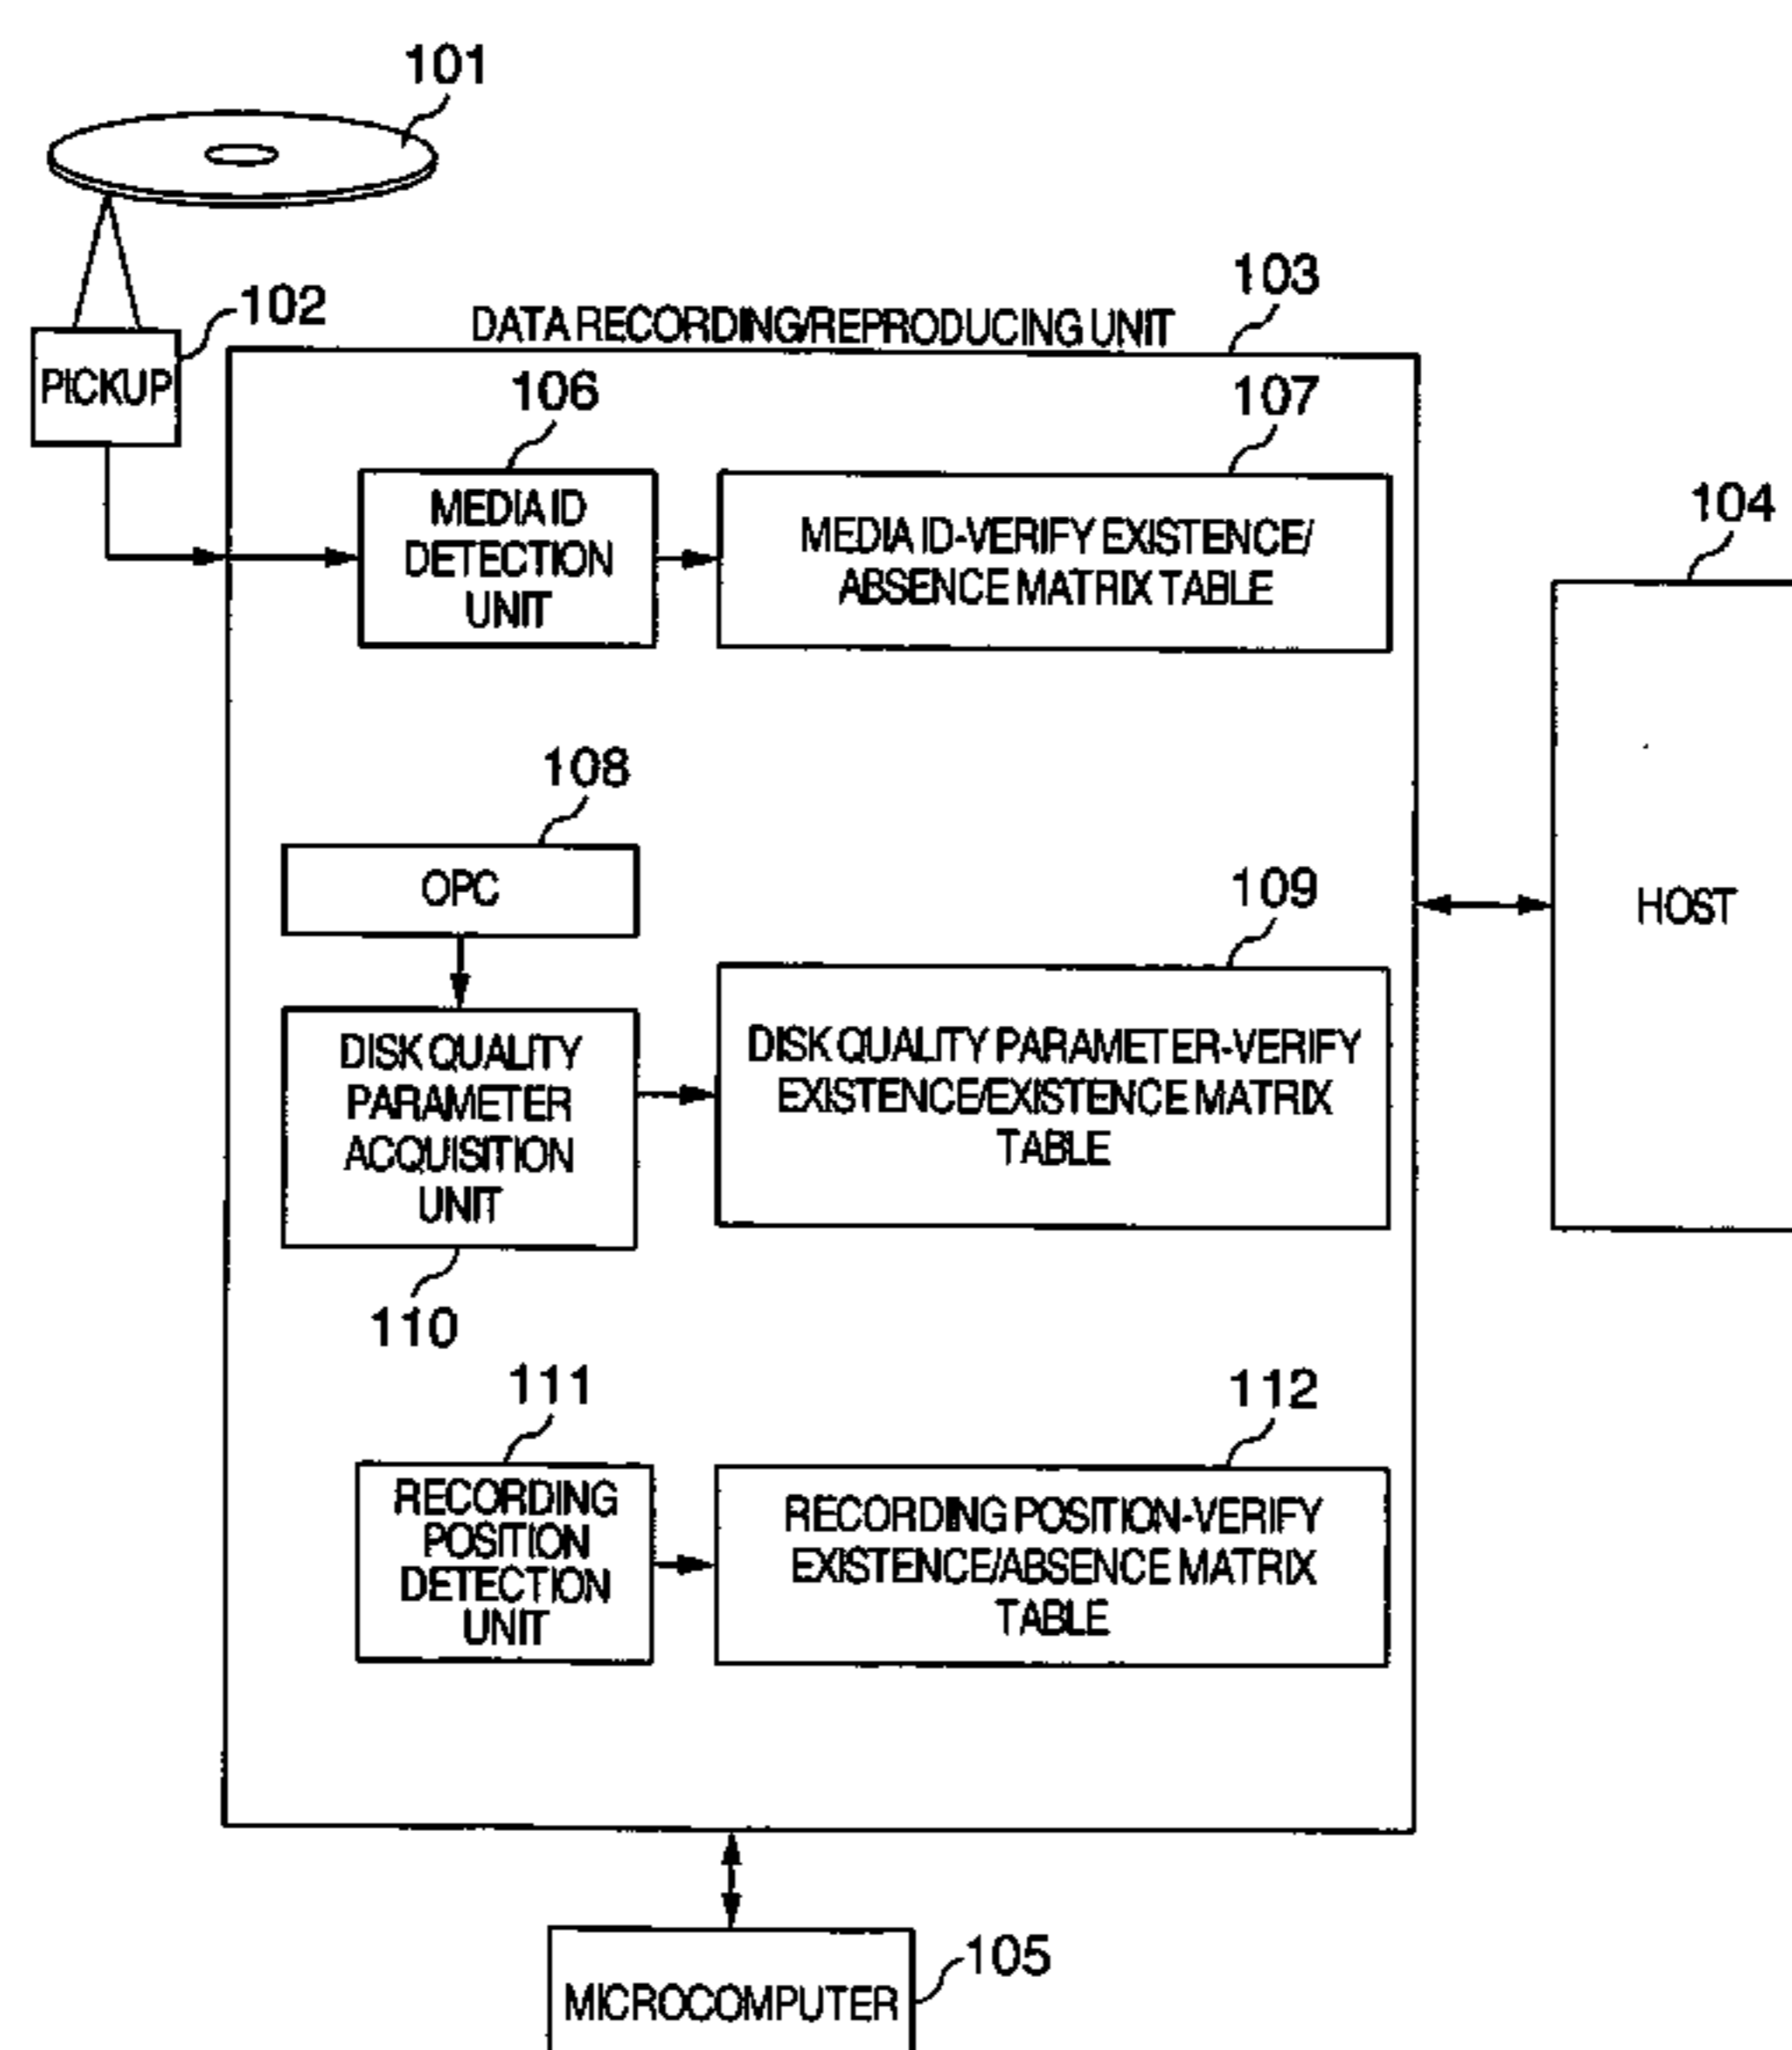 101
102
PICKUP
DATA RECORDING/REPRODUCING UNIT
103
106
MEDIA ID
DETECTION
UNIT
107
MEDIA ID-VERIFY EXISTENCE/
ABSENCE MATRIX TABLE
104
HOST
108
OPC
109
DISK QUALITY
PARAMETER
ACQUISITION
UNIT
110
DISK QUALITY PARAMETER-VERIFY
EXISTENCE/EXISTENCE MATRIX
TABLE
111
RECORDING
POSITION
DETECTION
UNIT
112
RECORDING POSITION-VERIFY
EXISTENCE/ABSENCE MATRIX
TABLE
MICROCOMPUTER
105